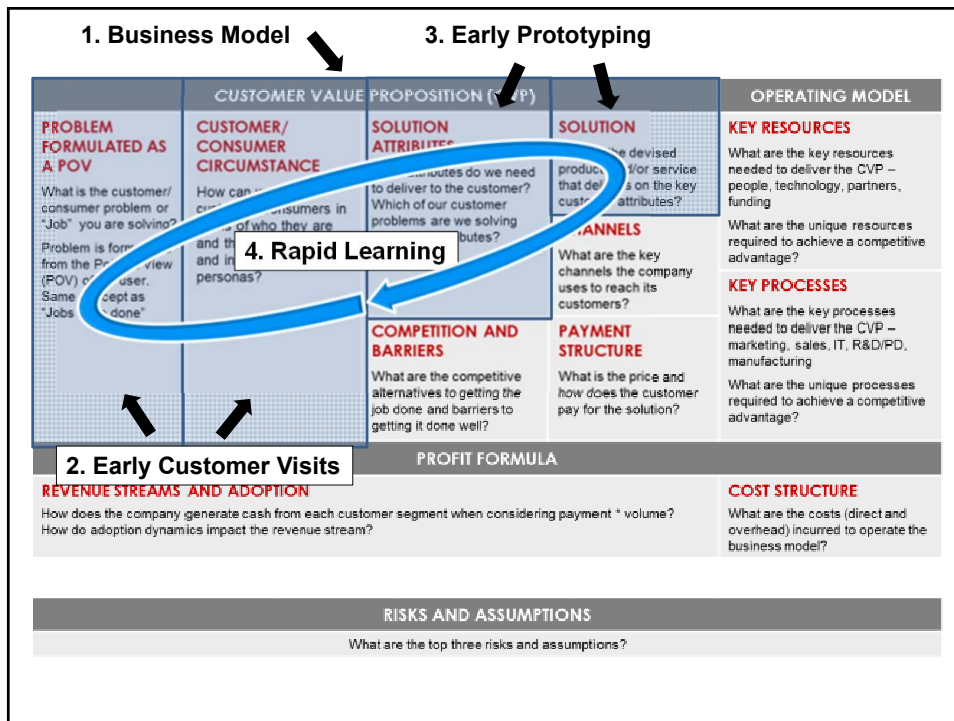 1. Business Model
3. Early Prototyping
CUSTOMER VALUE PROPOSITION (CVP)
OPERATING MODEL
PROBLEM
FORMULATED AS
A POV
What is the customer/
consumer problem or
"Job" you are solving?
Problem is
from the
(POV) of user.
Same
"Jobs done"
CUSTOMER/
CONSUMER
CIRCUMSTANCE
How can
consumers in
of who they are
and
and in
personas?
SOLUTION
ATTRIBUTES
do we need
to deliver to the customer?
Which of our customer
problems are we solving
SOLUTION
the devised
product and/or service
that on the key
attributes?
CHANNELS
What are the key
channels the company
uses to reach its
customers?
4. Rapid Learning
COMPETITION AND
BARRIERS
What are the competitive
alternatives to getting the
job done and barriers to
getting it done well?
PAYMENT
STRUCTURE
What is the price and
how does the customer
pay for the solution?
KEY RESOURCES
What are the key resources
needed to deliver the CVP –
people, technology, partners,
funding
What are the unique resources
required to achieve a competitive
advantage?
KEY PROCESSES
What are the key processes
needed to deliver the CVP –
marketing, sales, IT, R&D/PD,
manufacturing
What are the unique processes
required to achieve a competitive
advantage?
2. Early Customer Visits
PROFIT FORMULA
REVENUE STREAMS AND ADOPTION
How does the company generate cash from each customer segment when considering payment * volume?
How do adoption dynamics impact the revenue stream?
COST STRUCTURE
What are the costs (direct and
overhead) incurred to operate the
business model?
RISKS AND ASSUMPTIONS
What are the top three risks and assumptions?